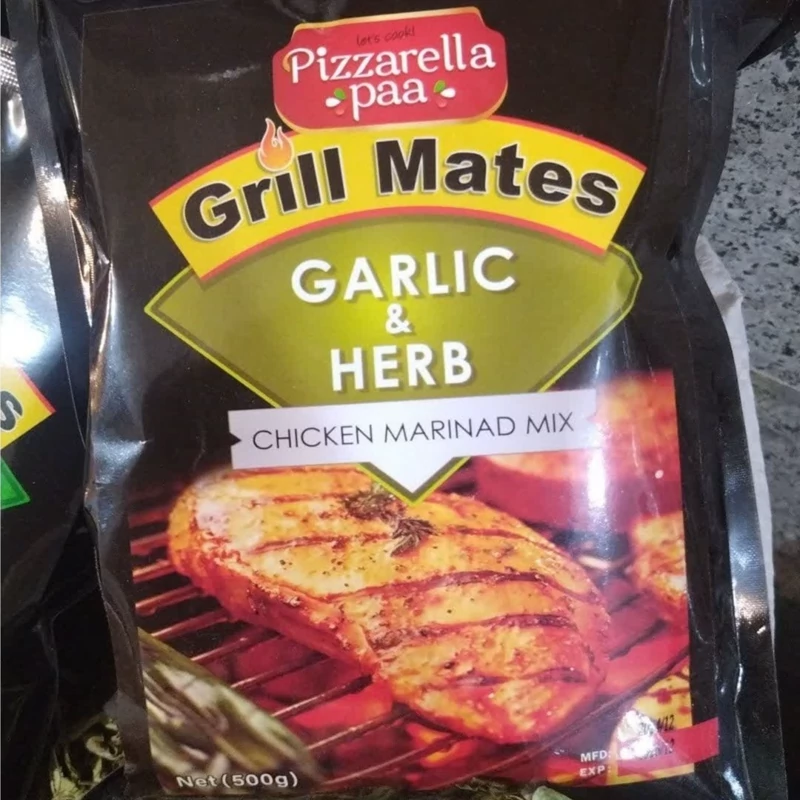 let's cook!
Pizzarella
paa
Grill Mates
GARLIC
&
HERB
CHICKEN MARINAD MIX
S
MFD:
EXP:
Net (500g)